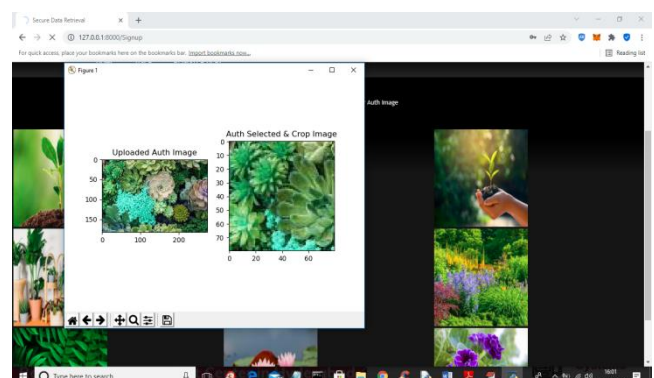 Secure Data Retrieval
127.0.0.1:8000/Signup
For quick access, place your bookmarks here on the bookmarks bar. Import bookmarks now...
Reading list
Figure 1
Auth Image
Uploaded Auth Image
Auth Selected & Crop Image
0
50
100
150
0 100 200
0
10
20
30
40
50
60
70
0 20 40 60
Type here to search
16:01